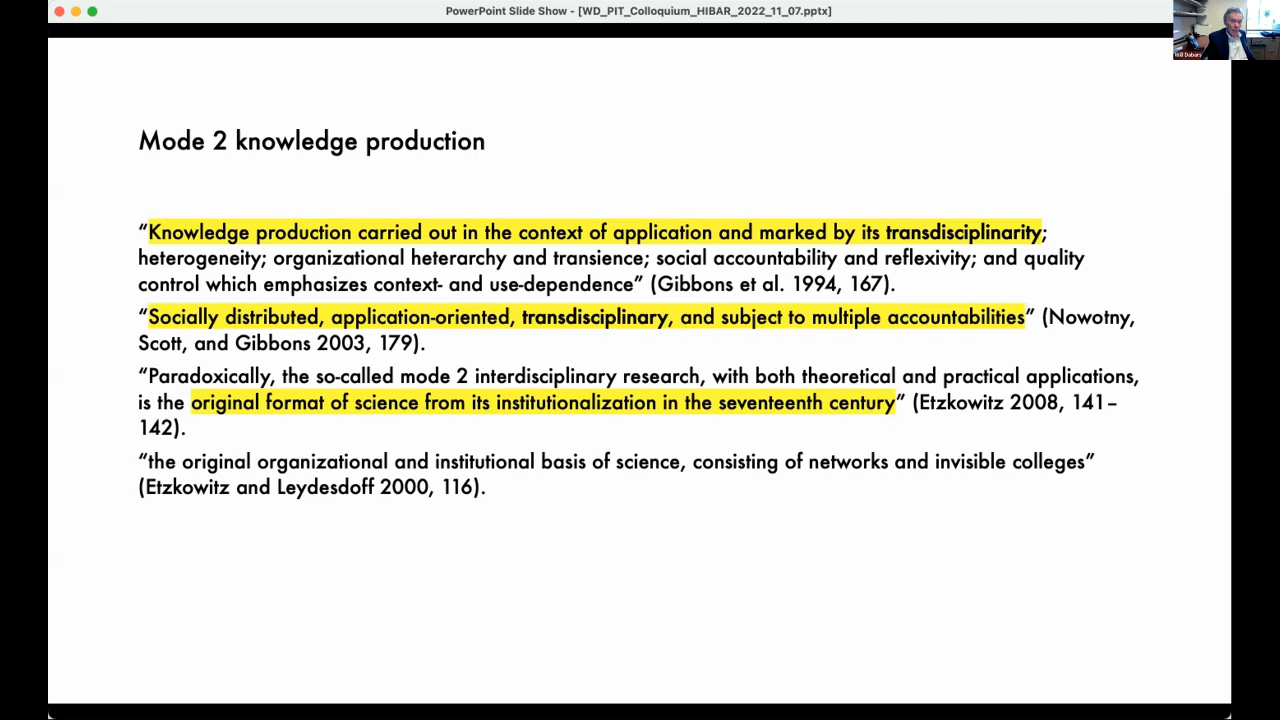 PowerPoint Slide Show - [WD_PIT_Colloquium_HIBAR_2022_11_07.pptx]
Will Dabars
Mode 2 knowledge production
“Knowledge production carried out in the context of application and marked by its transdisciplinarity;
heterogeneity; organizational heterarchy and transience; social accountability and reflexivity; and quality
control which emphasizes context- and use-dependence” (Gibbons et al. 1994, 167).
“Socially distributed, application-oriented, transdisciplinary, and subject to multiple accountabilities” (Nowotny,
Scott, and Gibbons 2003, 179).
“Paradoxically, the so-called mode 2 interdisciplinary research, with both theoretical and practical applications,
is the original format of science from its institutionalization in the seventeenth century” (Etzkowitz 2008, 141–
142).
“the original organizational and institutional basis of science, consisting of networks and invisible colleges”
(Etzkowitz and Leydesdoff 2000, 116).